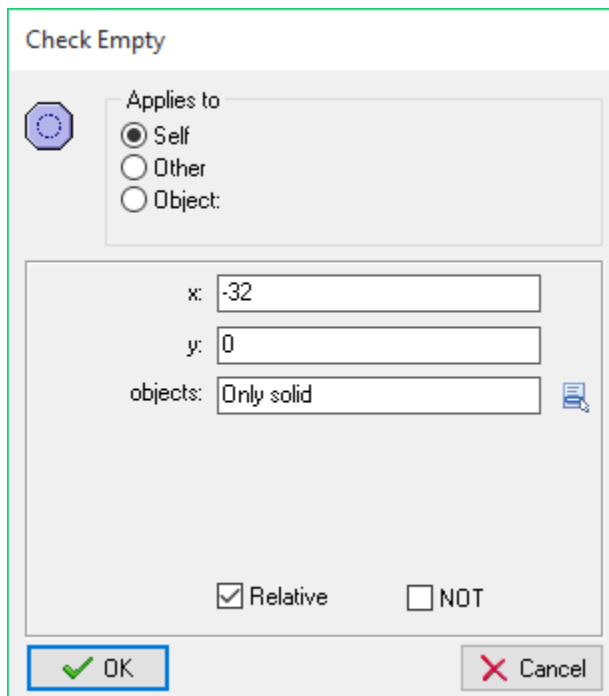 Check Empty
Applies to
Self
Other
Object:
x: -32
y: 0
objects: Only solid
Relative NOT
OK Cancel